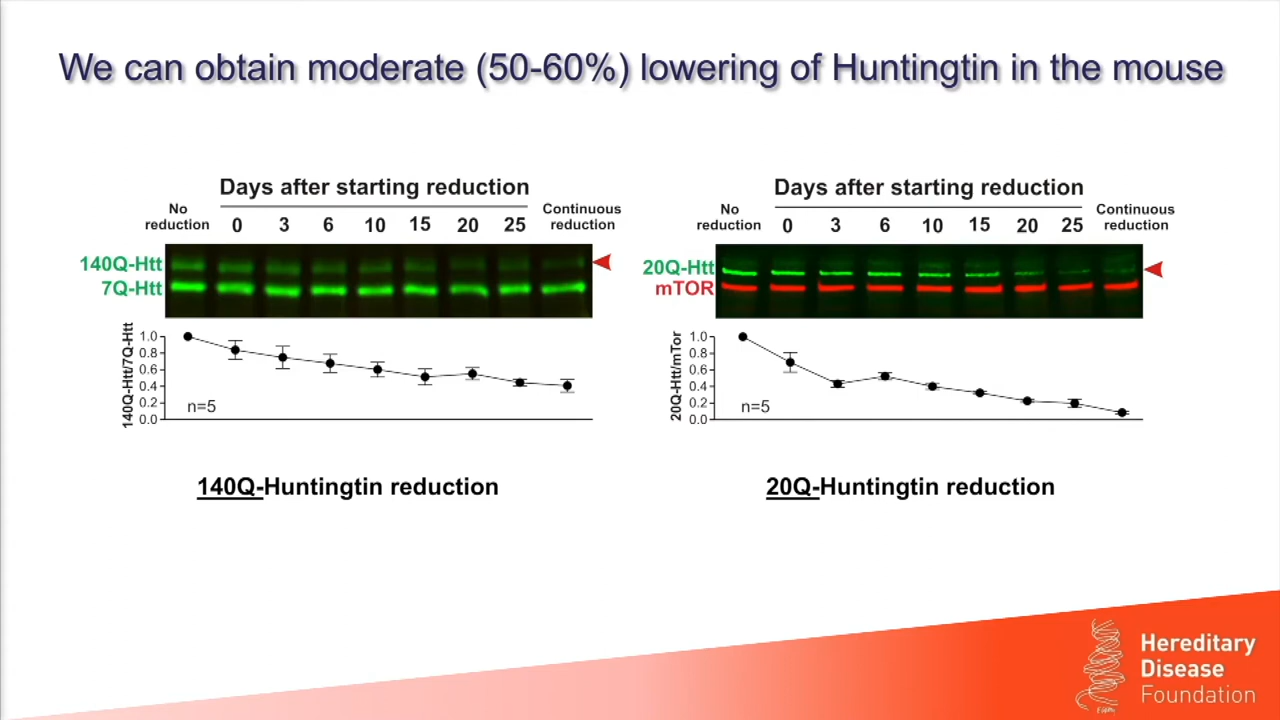 We can obtain moderate (50-60%) lowering of Huntingtin in the mouse
Days after starting reduction
No
reduction
0 3 6 10 15 20 25
Continuous
reduction
140Q-Htt
7Q-Htt
140Q-Htt/7Q-Htt
1.0
0.8
0.6
0.4
0.2
0.0
n=5
140Q-Huntingtin reduction
Days after starting reduction
No
reduction
0 3 6 10 15 20 25
Continuous
reduction
20Q-Htt
mTOR
20Q-Htt/mTor
1.0
0.8
0.6
0.4
0.2
0.0
n=5
20Q-Huntingtin reduction
Hereditary
Disease
Foundation